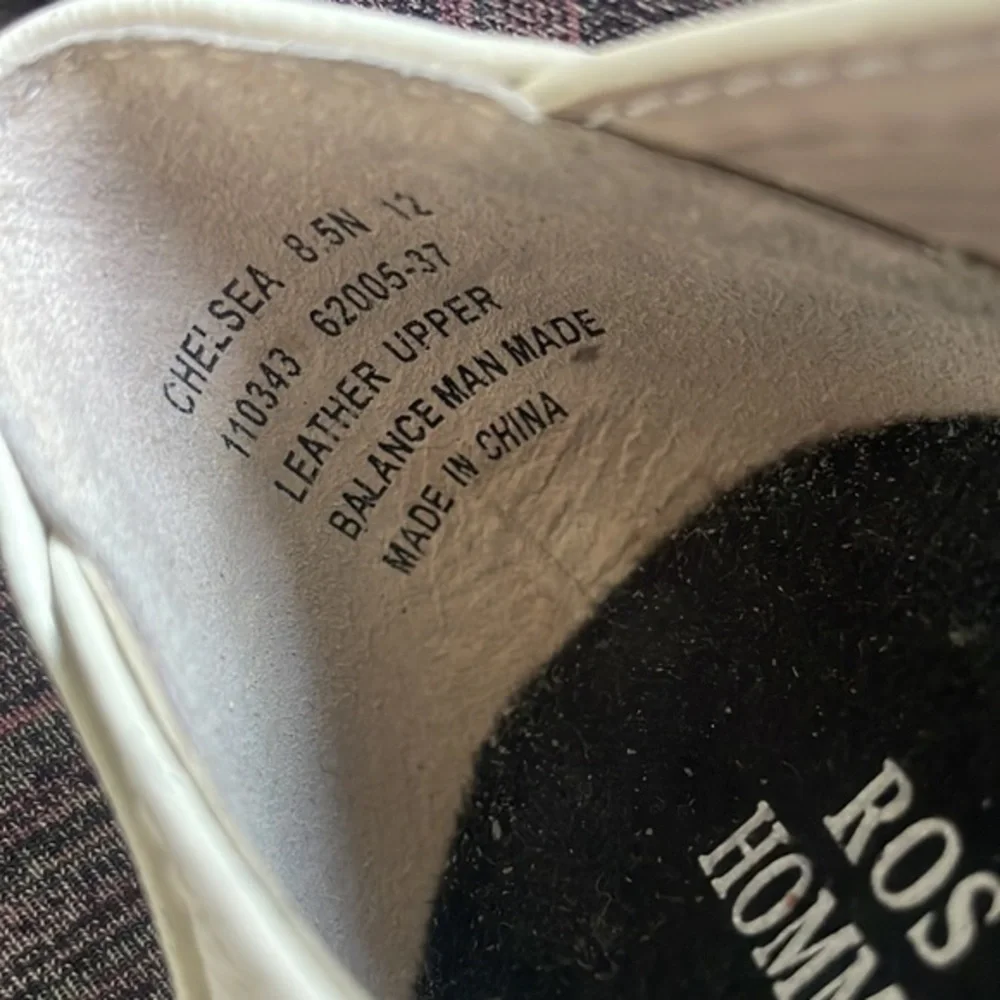 CHELSEA 8.5N 12
110343 62005-37
LEATHER UPPER
BALANCE MAN MADE
MADE IN CHINA
ROS
HOMM